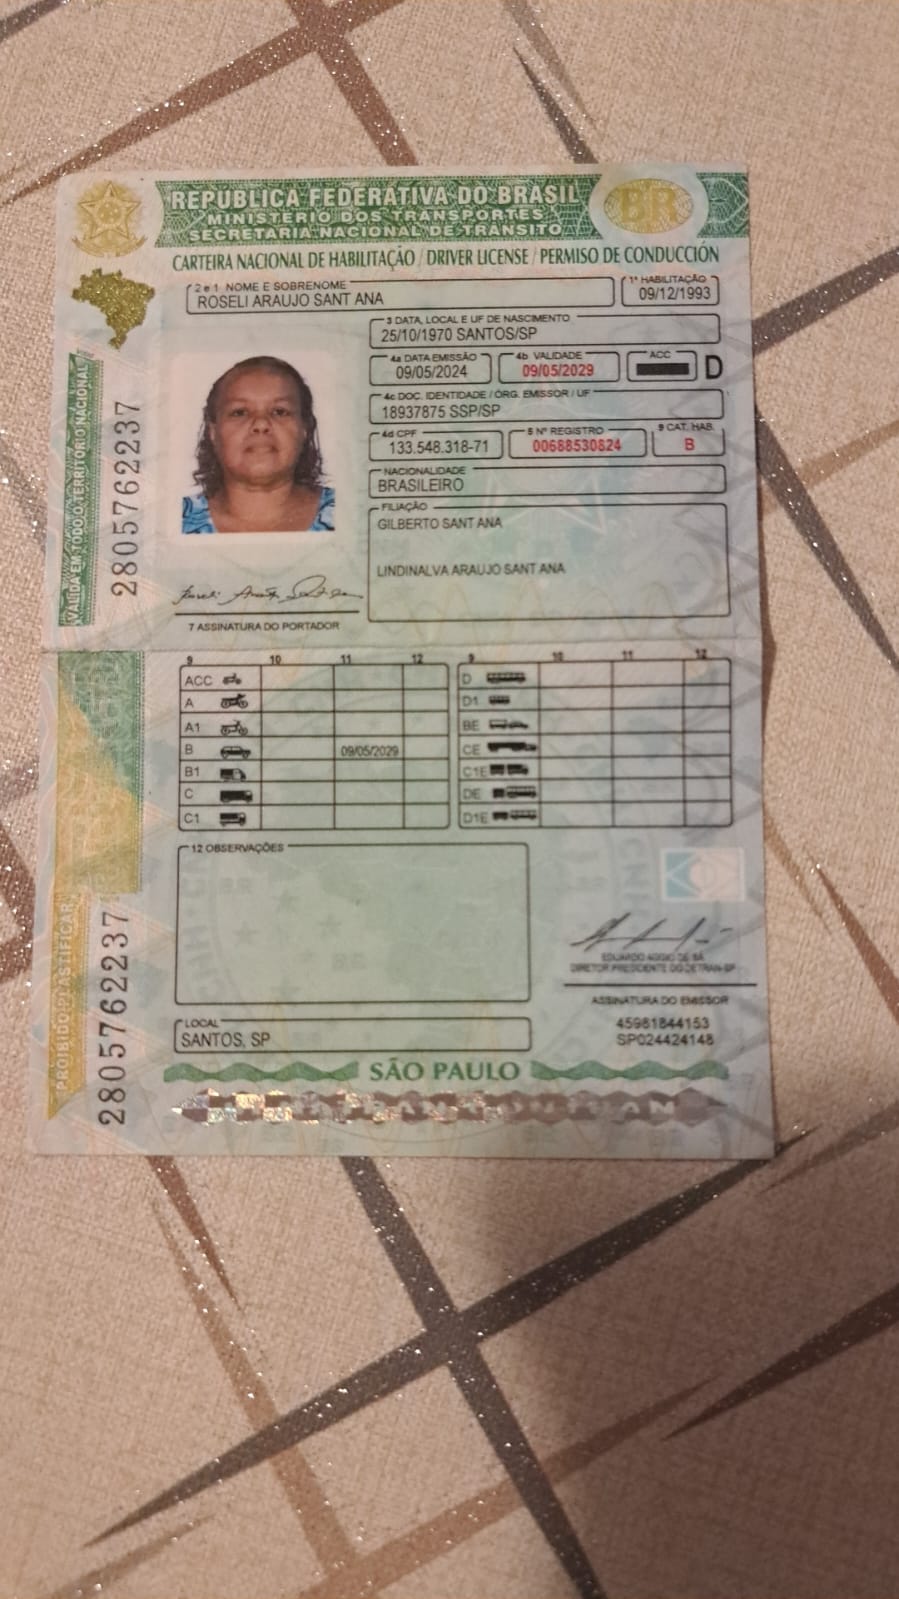 REPÚBLICA FEDERATIVA DO BRASIL
MINISTÉRIO DOS TRANSPORTES
SECRETARIA NACIONAL DE TRÂNSITO
BR
CARTEIRA NACIONAL DE HABILITAÇÃO / DRIVER LICENSE / PERMISO DE CONDUCCIÓN
2 e 1 NOME E SOBRENOME
ROSELI ARAUJO SANT ANA
1ª HABILITAÇÃO
09/12/1993
3 DATA, LOCAL E UF DE NASCIMENTO
25/10/1970 SANTOS/SP
4a DATA EMISSÃO
09/05/2024
4b VALIDADE
09/05/2029
ACC
D
4c DOC. IDENTIDADE / ÓRG. EMISSOR / UF
18937875 SSP/SP
4d CPF
133.548.318-71
5 Nº REGISTRO
00688530824
9 CAT. HAB.
B
NACIONALIDADE
BRASILEIRO
FILIAÇÃO
GILBERTO SANT ANA
LINDINALVA ARAUJO SANT ANA
7 ASSINATURA DO PORTADOR
VÁLIDA EM TODO O TERRITÓRIO NACIONAL
2805762237
9 10 11 12
ACC
A
A1
B 09/05/2029
B1
C
C1
9 10 11 12
D
D1
BE
CE
C1E
DE
D1E
12 OBSERVAÇÕES
EDUARDO AGGIO DE SÁ
DIRETOR PRESIDENTE DO DETRAN-SP
ASSINATURA DO EMISSOR
45981844153
SP024424148
LOCAL
SANTOS, SP
SÃO PAULO
PROIBIDO PLASTIFICAR
2805762237